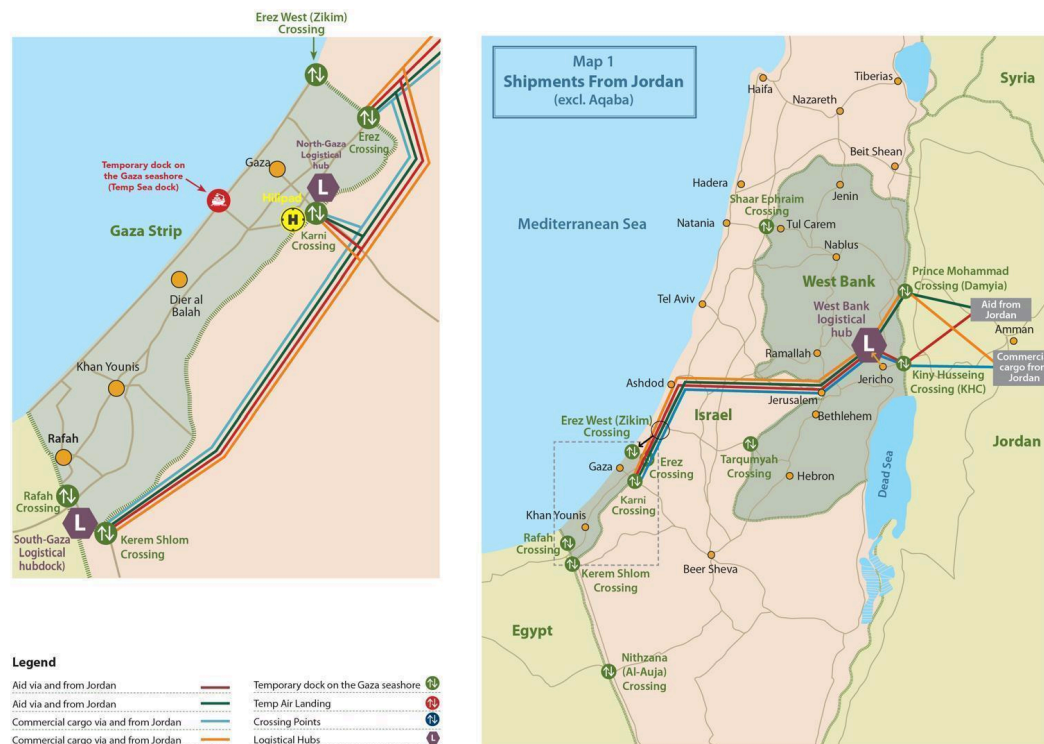 Erez West (Zikim)
Crossing
Erez
Crossing
North-Gaza
Logistical
hub
L
Gaza
Temporary dock on
the Gaza seashore
(Temp Sea dock)
Hilipad
H
Karni
Crossing
Gaza Strip
Dier al
Balah
Khan Younis
Rafah
Rafah
Crossing
L
South-Gaza
Logistical
hubdock)
Kerem Shlom
Crossing
Map 1
Shipments From Jordan
(excl. Aqaba)
Haifa
Tiberias
Syria
Nazareth
Beit Shean
Hadera
Jenin
Shaar Ephraim
Crossing
Natania
Tul Carem
Mediterranean Sea
Nablus
West Bank
Prince Mohammad
Crossing (Damyia)
Tel Aviv
West Bank
logistical
hub
L
Aid from
Jordan
Amman
Ramallah
Commercial
cargo from
Jordan
Jericho
Kiny Husseing
Crossing (KHC)
Ashdod
Jerusalem
Bethlehem
Israel
Erez West (Zikim)
Crossing
Jordan
Gaza
Erez
Crossing
Tarqumyah
Crossing
Hebron
Dead Sea
Karni
Crossing
Khan Younis
Rafah
Crossing
Kerem Shlom
Crossing
Beer Sheva
Egypt
Nithzana
(Al-Auja)
Crossing
Legend
Aid via and from Jordan
Temporary dock on the Gaza seashore
Aid via and from Jordan
Temp Air Landing
Commercial cargo via and from Jordan
Crossing Points
Commercial cargo via and from Jordan
Logistical Hubs
L